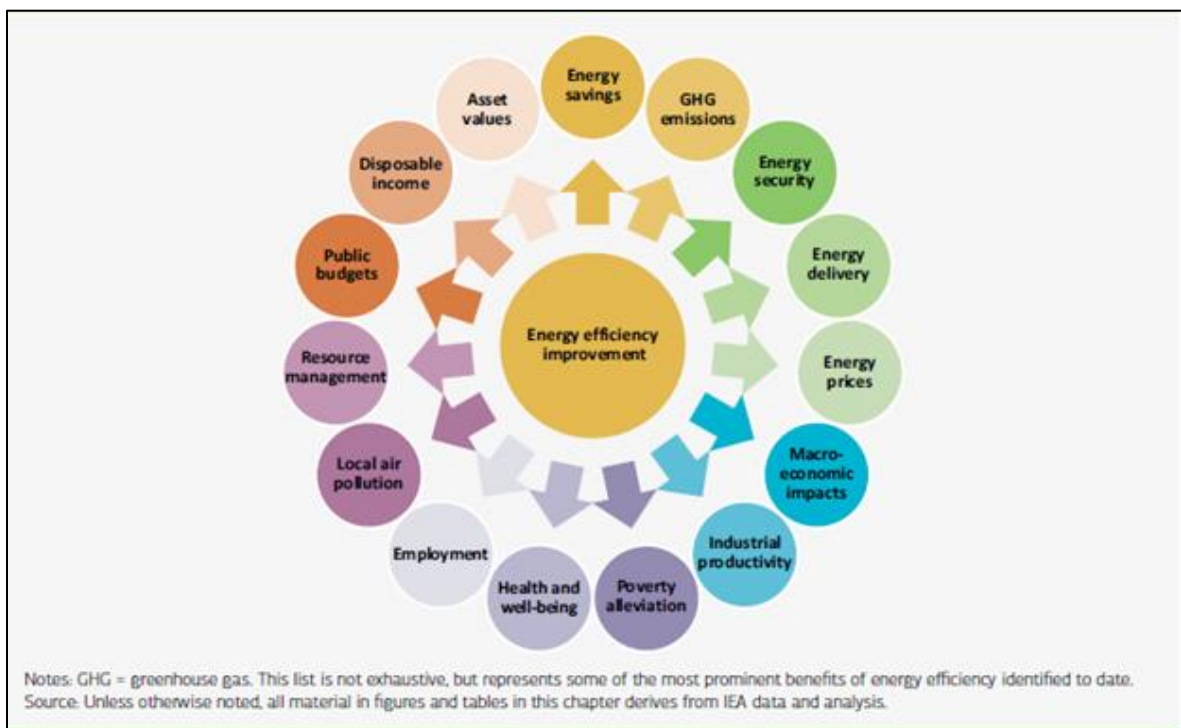 Energy
savings
GHG
emissions
Energy
security
Energy
delivery
Energy
prices
Macro-
economic
impacts
Industrial
productivity
Poverty
alleviation
Health and
well-being
Employment
Local air
pollution
Resource
management
Public
budgets
Disposable
income
Asset
values
Energy efficiency
improvement
Notes: GHG = greenhouse gas. This list is not exhaustive, but represents some of the most prominent benefits of energy efficiency identified to date.
Source: Unless otherwise noted, all material in figures and tables in this chapter derives from IEA data and analysis.